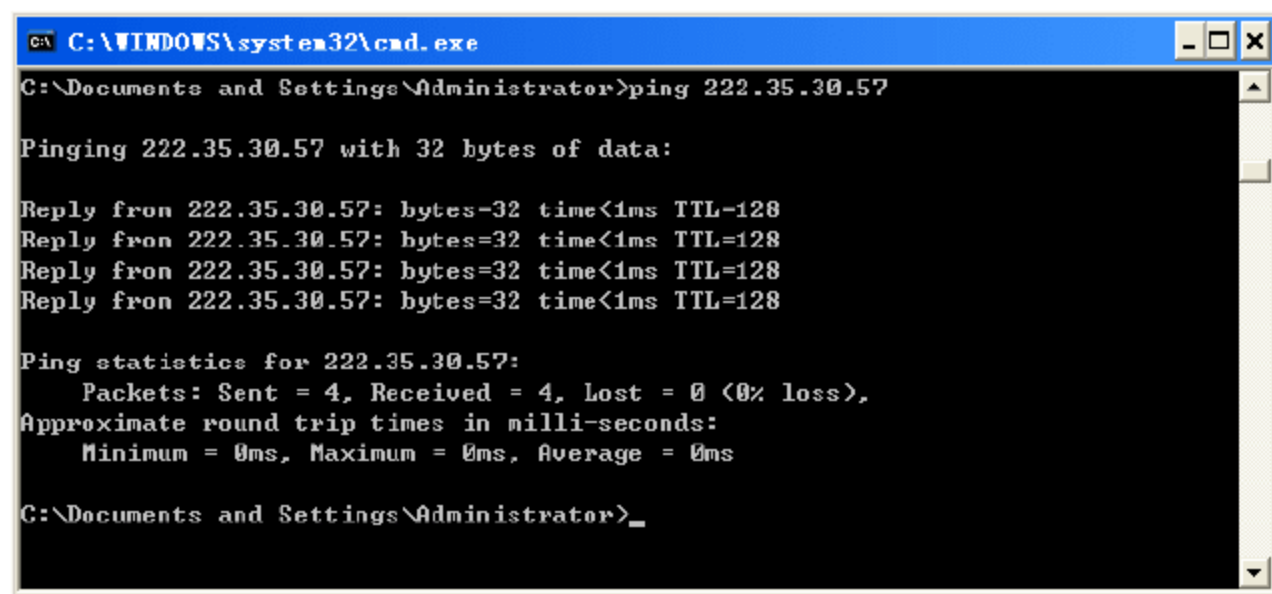 C:\WINDOWS\system32\cmd.exe
C:\Documents and Settings\Administrator>ping 222.35.30.57
Pinging 222.35.30.57 with 32 bytes of data:
Reply from 222.35.30.57: bytes=32 time<1ms TTL=128
Reply from 222.35.30.57: bytes=32 time<1ms TTL=128
Reply from 222.35.30.57: bytes=32 time<1ms TTL=128
Reply from 222.35.30.57: bytes=32 time<1ms TTL=128
Ping statistics for 222.35.30.57:
Packets: Sent = 4, Received = 4, Lost = 0 (0% loss),
Approximate round trip times in milli-seconds:
Minimum = 0ms, Maximum = 0ms, Average = 0ms
C:\Documents and Settings\Administrator>_